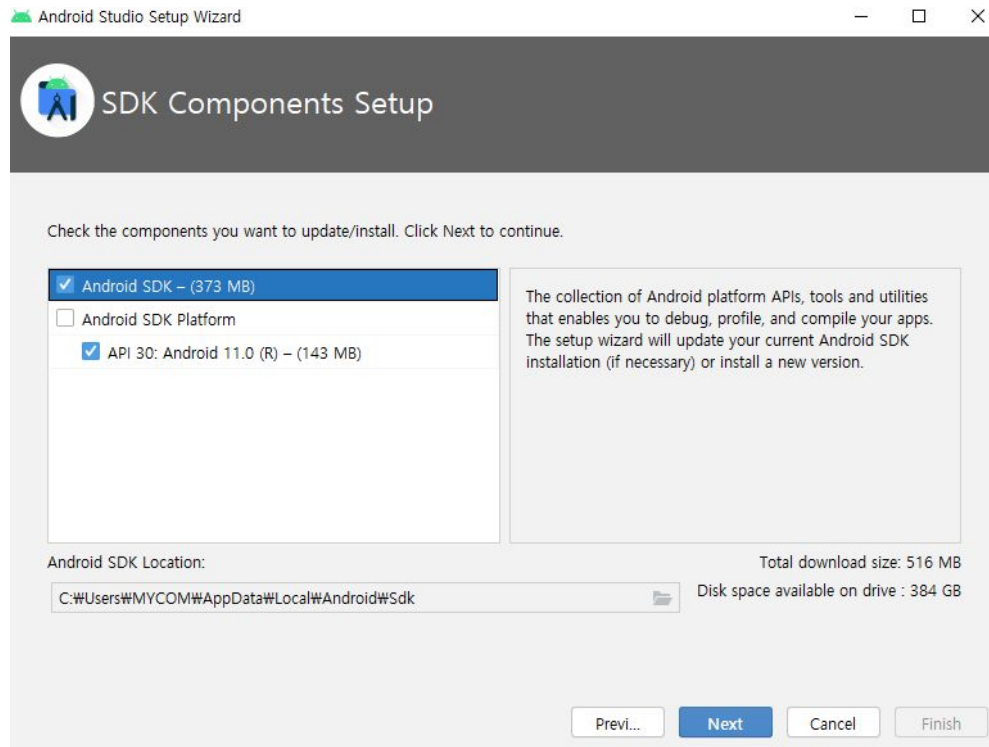 Android Studio Setup Wizard
SDK Components Setup
Check the components you want to update/install. Click Next to continue.
Android SDK – (373 MB)
Android SDK Platform
API 30: Android 11.0 (R) – (143 MB)
The collection of Android platform APIs, tools and utilities
that enables you to debug, profile, and compile your apps.
The setup wizard will update your current Android SDK
installation (if necessary) or install a new version.
Android SDK Location:
C:₩Users₩MYCOM₩AppData₩Local₩Android₩Sdk
Total download size: 516 MB
Disk space available on drive : 384 GB
Previ...
Next
Cancel
Finish